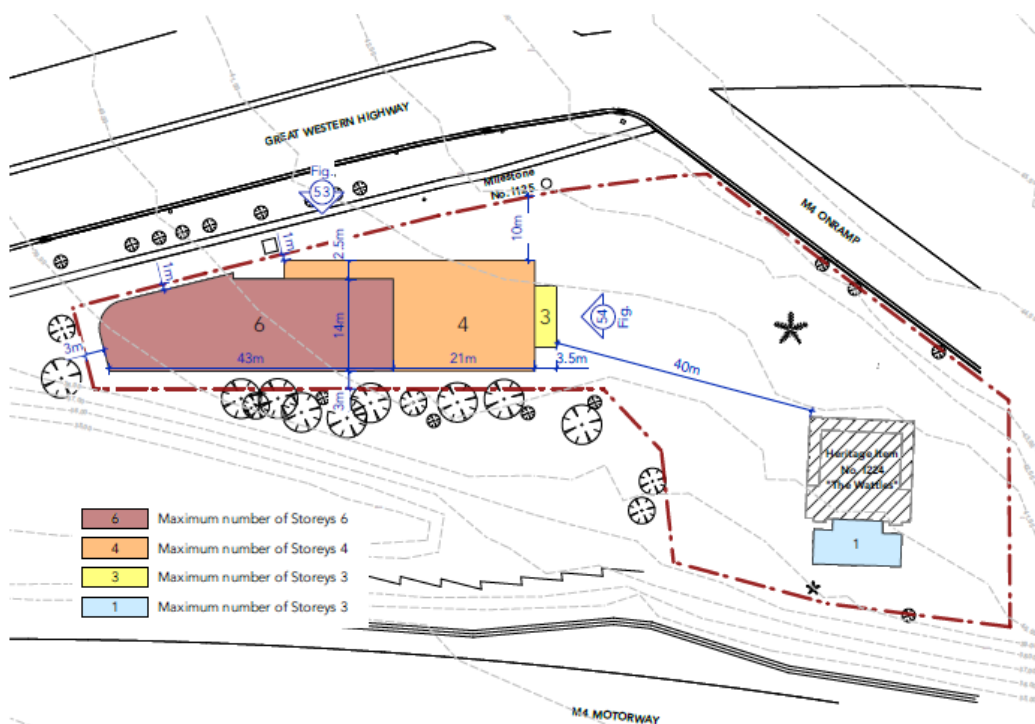 GREAT WESTERN HIGHWAY
Fig.,
53
Milestone
No. I125
M4 ONRAMP
1m
2.5m
10m
1m
6
14m
4
3
54
Fig.
3m
43m
21m
3.5m
40m
3m
Heritage Item
No. I224
"The Wattles"
1
6 Maximum number of Storeys 6
4 Maximum number of Storeys 4
3 Maximum number of Storeys 3
1 Maximum number of Storeys 3
M4 MOTORWAY